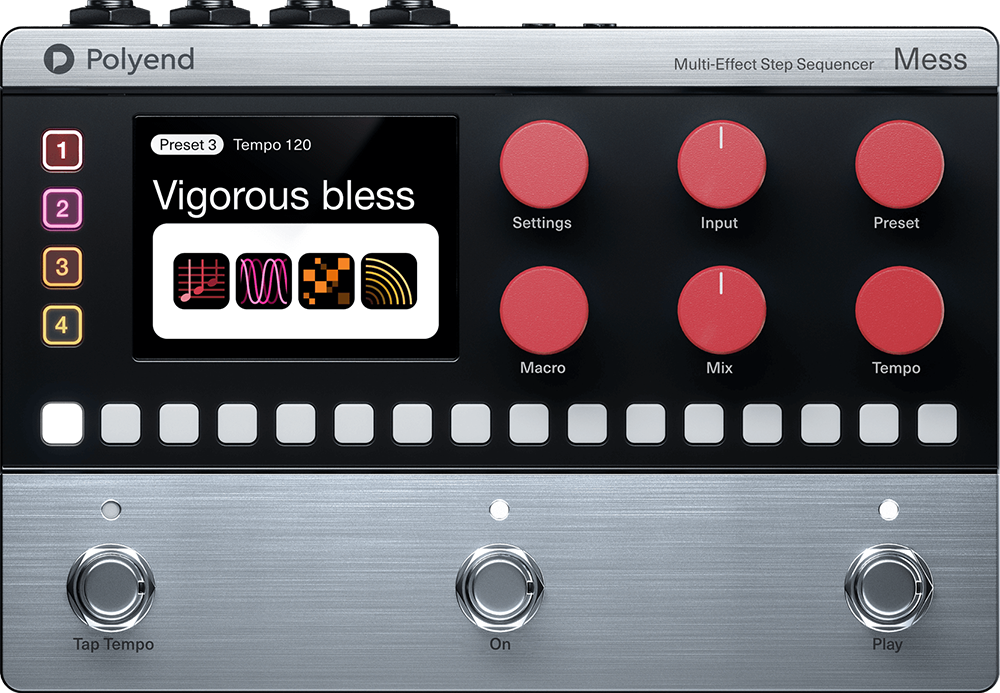 Polyend
Multi-Effect Step Sequencer Mess
1
2
3
4
Preset 3 Tempo 120
Vigorous bless
Settings Input Preset
Macro Mix Tempo
Tap Tempo On Play